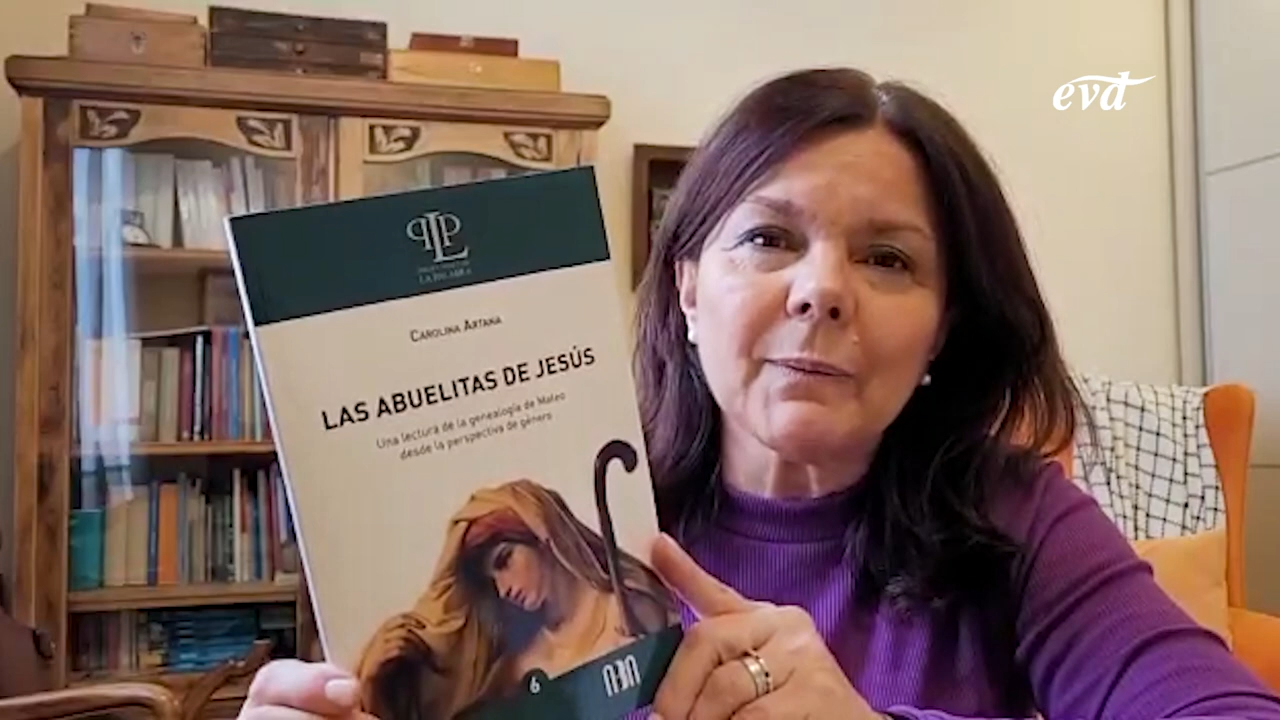 evd
PLP
LA PALABRA
CAROLINA ARTANA
LAS ABUELITAS DE JESÚS
Una lectura de la genealogía de Mateo
desde la perspectiva de género
6